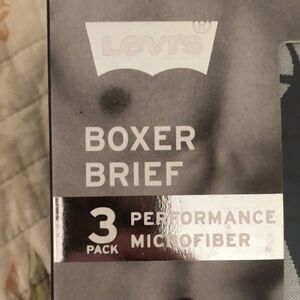 LEVI'S®
BOXER
BRIEF
3 PERFORMANCE
PACK MICROFIBER